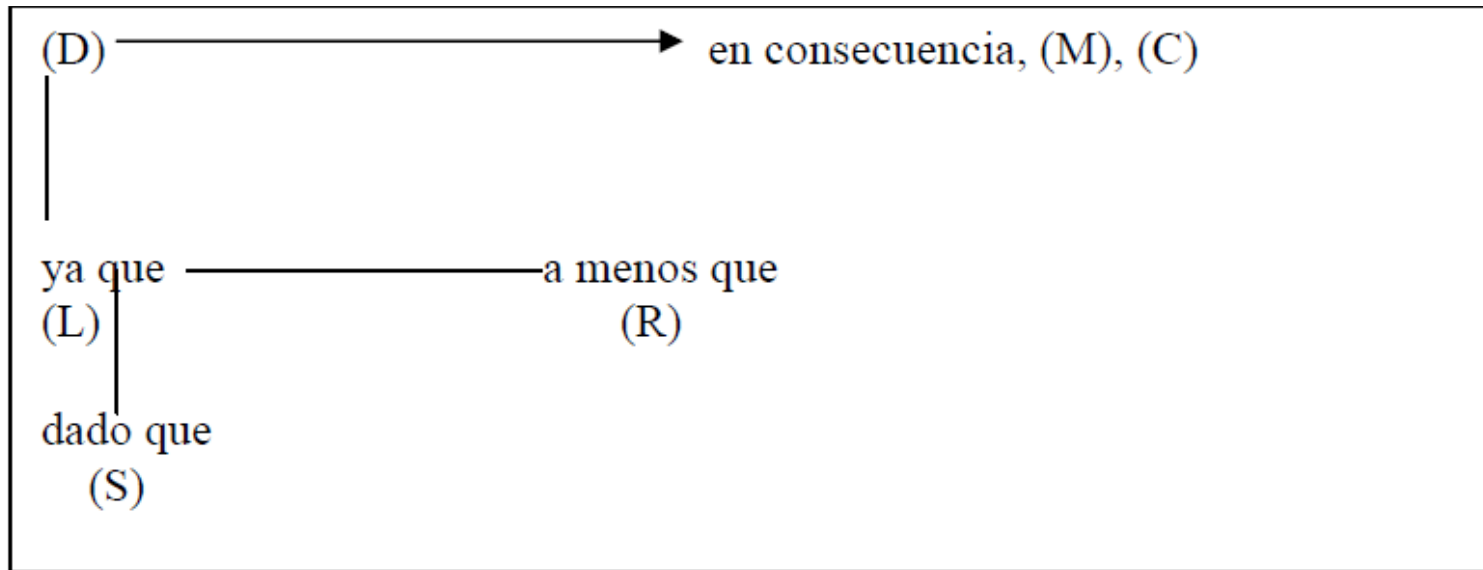 (D) en consecuencia, (M), (C)
ya que a menos que
(L) (R)
dado que
(S)